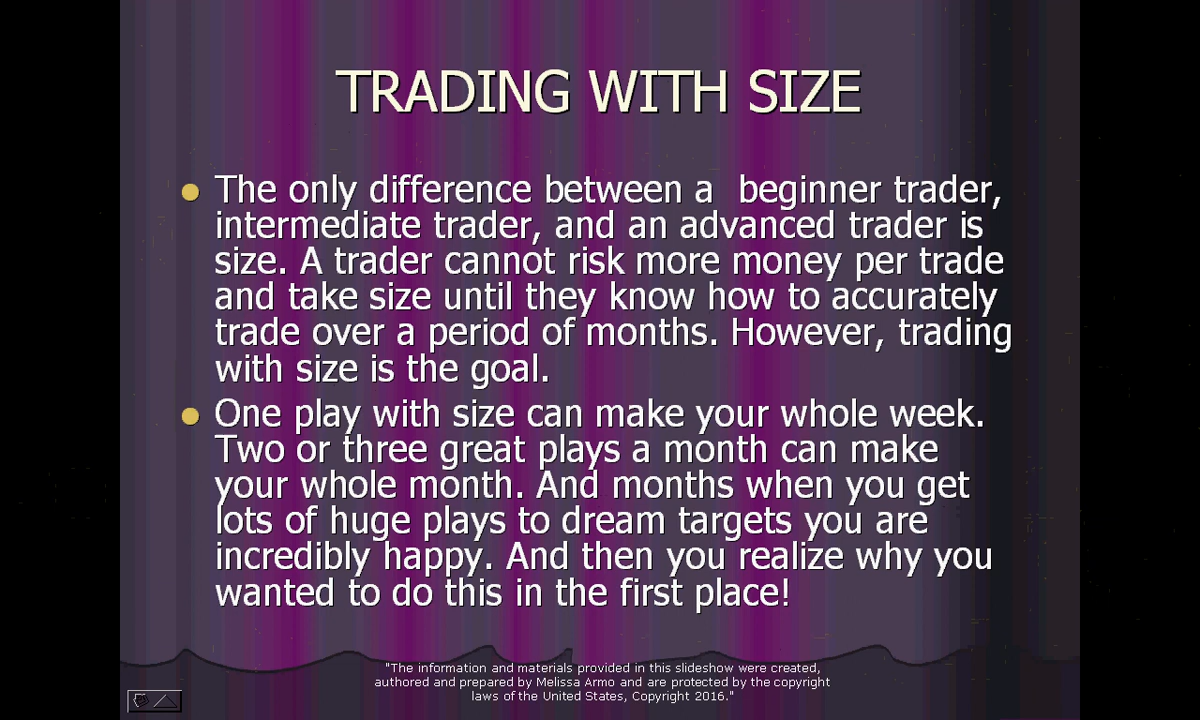 TRADING WITH SIZE
The only difference between a  beginner trader,
intermediate trader, and an advanced trader is
size. A trader cannot risk more money per trade
and take size until they know how to accurately
trade over a period of months. However, trading
with size is the goal.
One play with size can make your whole week.
Two or three great plays a month can make
your whole month. And months when you get
lots of huge plays to dream targets you are
incredibly happy. And then you realize why you
wanted to do this in the first place!
"The information and materials provided in this slideshow were created,
authored and prepared by Melissa Armo and are protected by the copyright
laws of the United States, Copyright 2016."